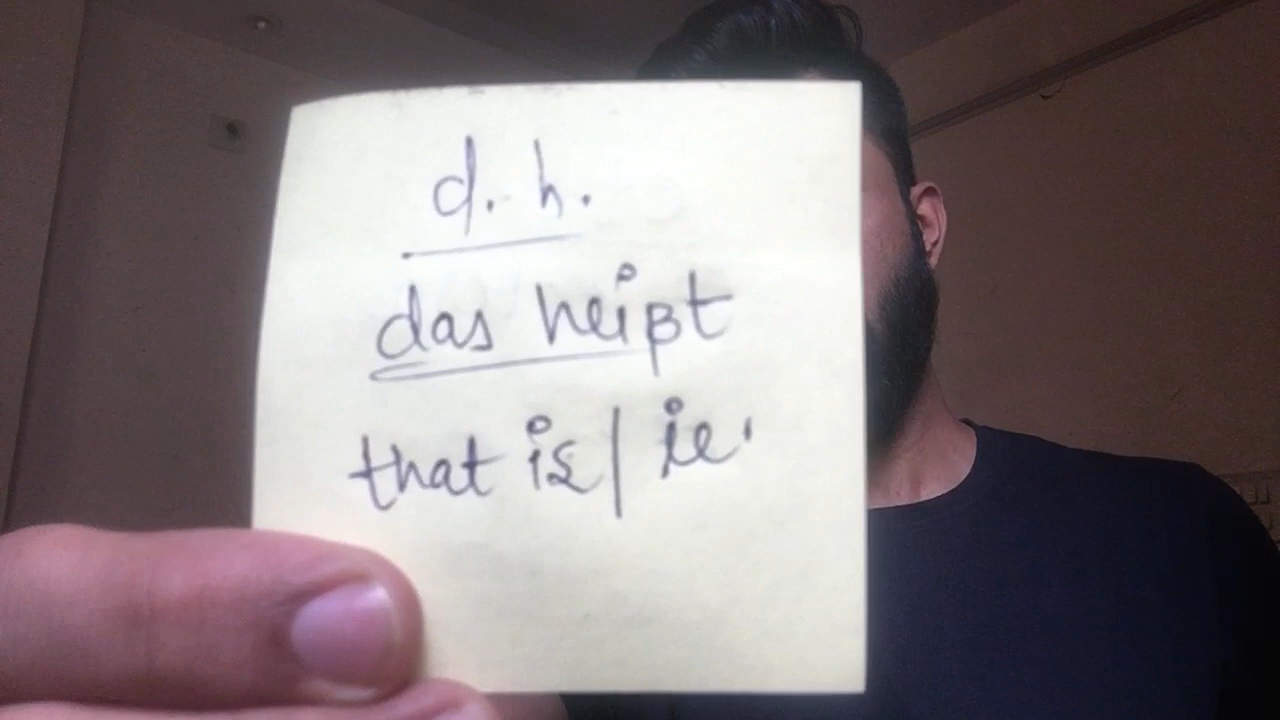 d. h.
das heißt
that is / ie.